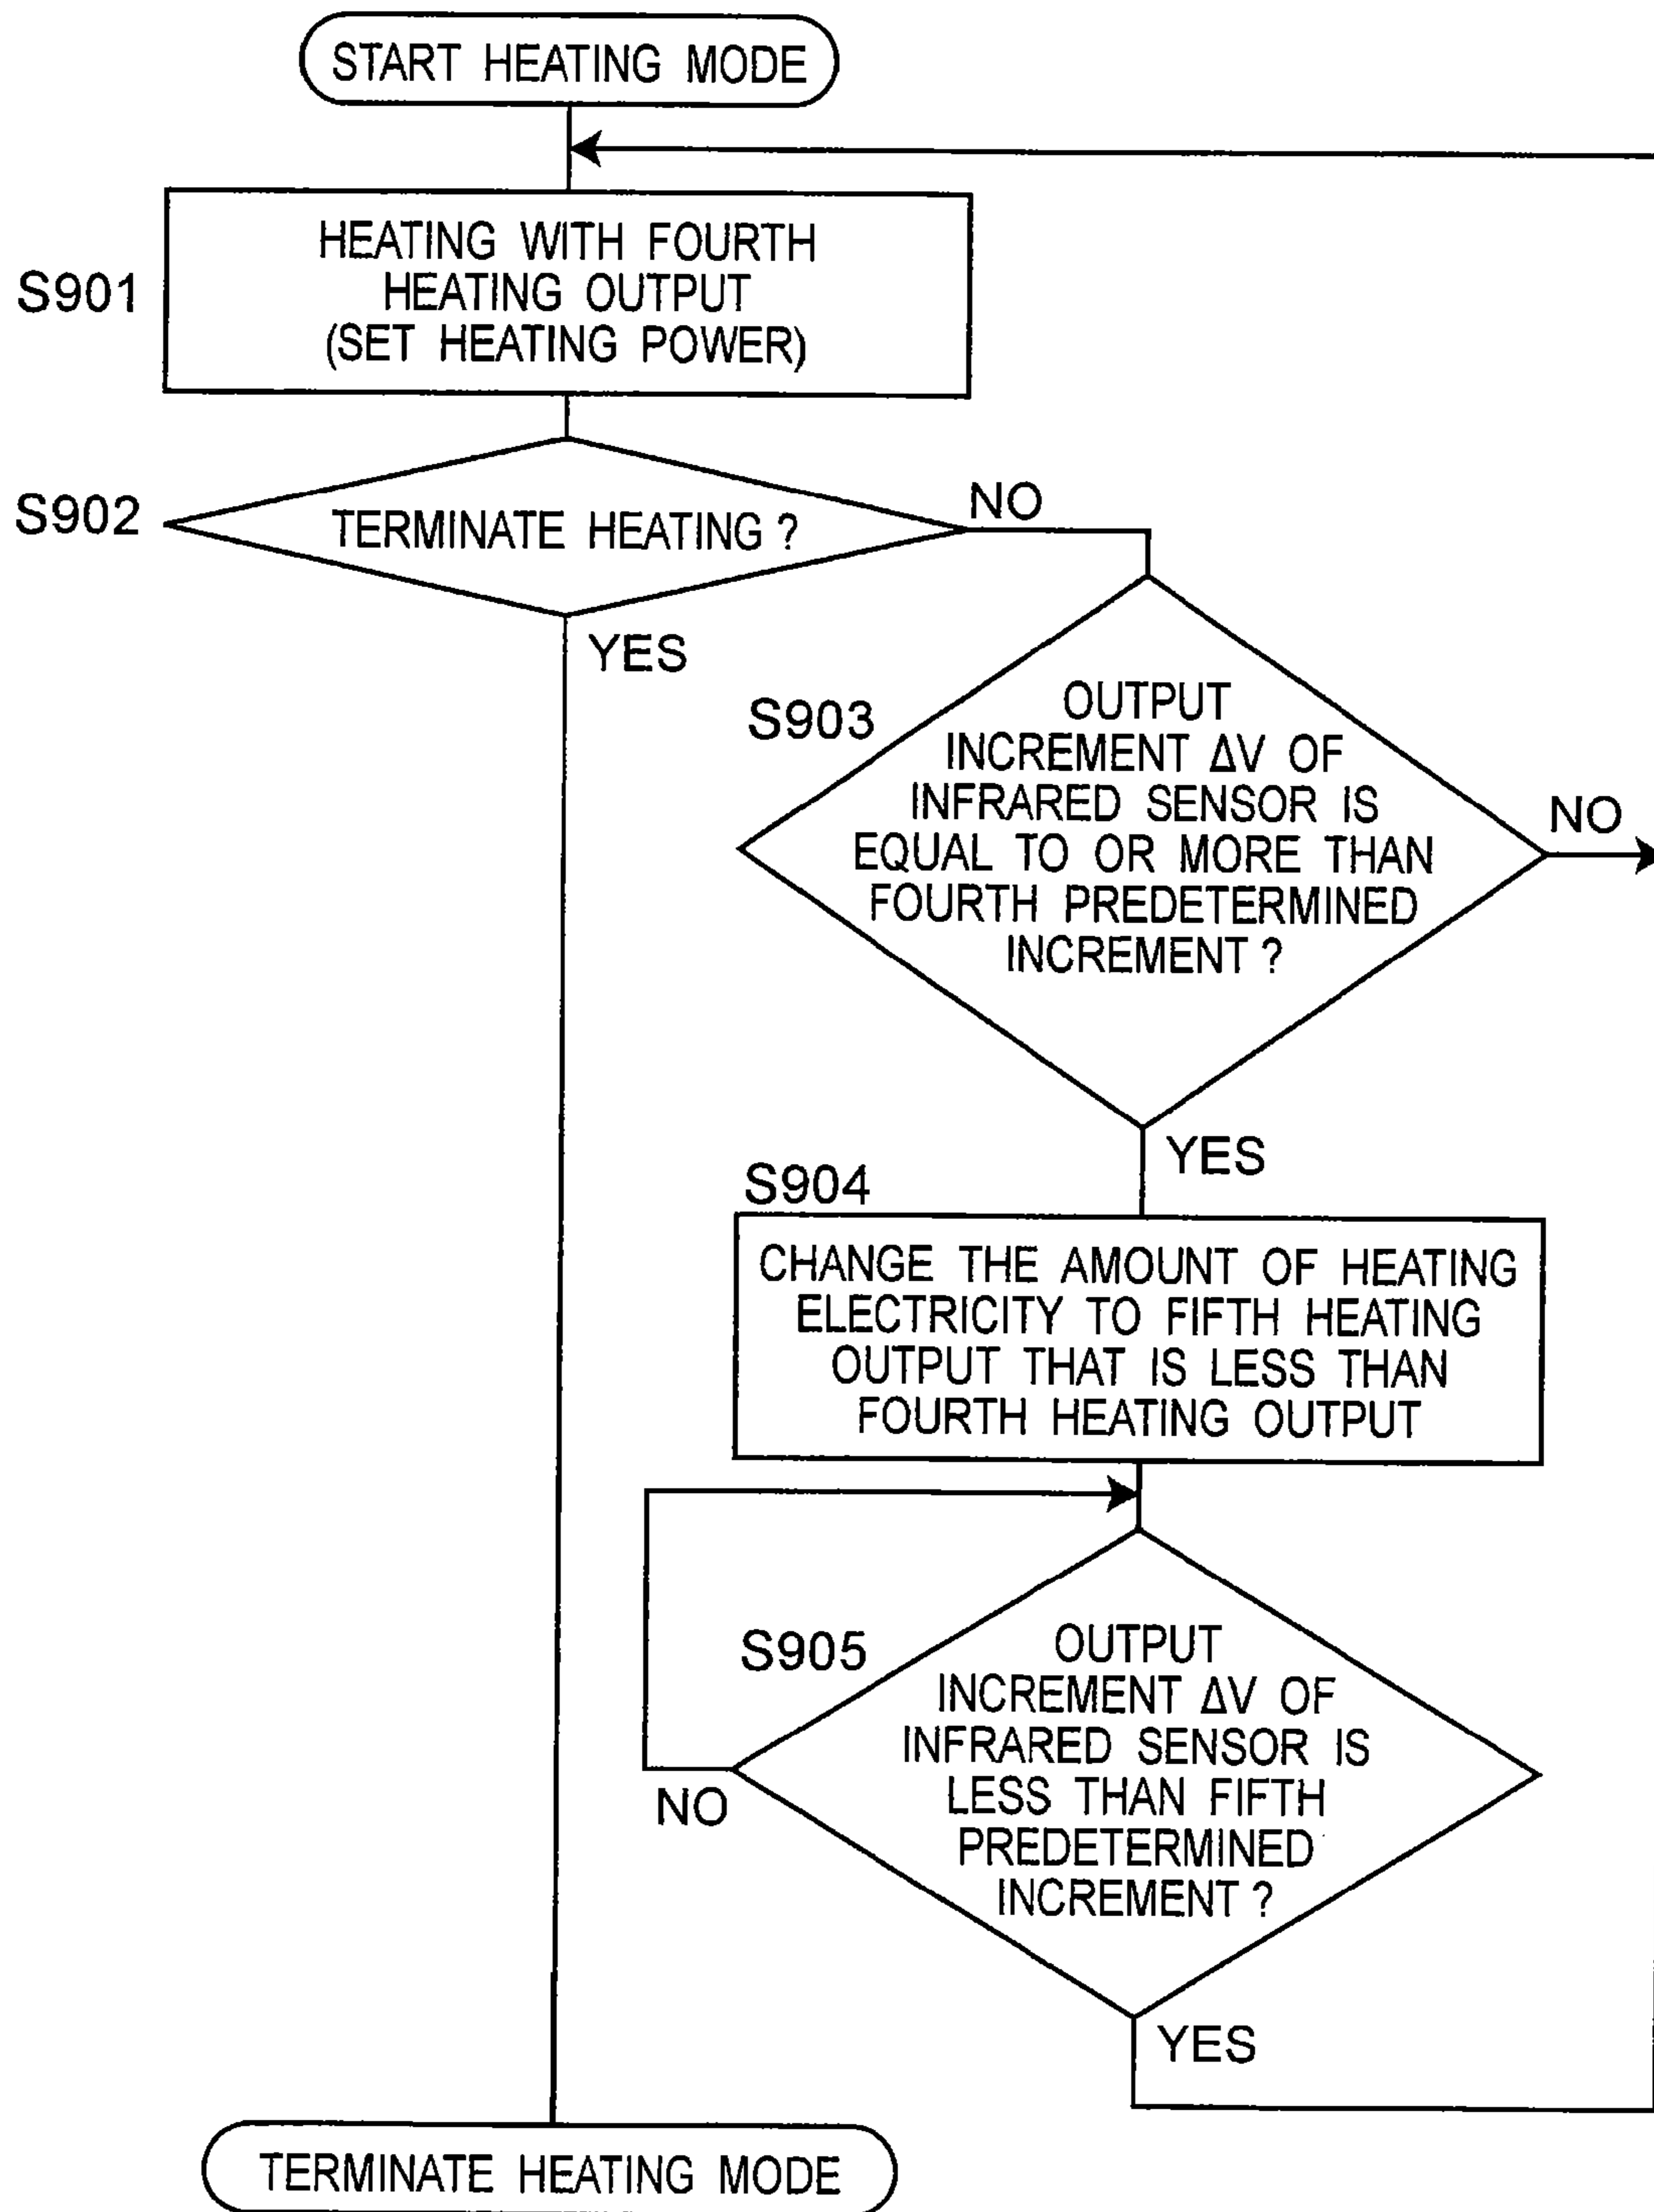 START HEATING MODE
S901
HEATING WITH FOURTH
HEATING OUTPUT
(SET HEATING POWER)
S902
TERMINATE HEATING ?
NO
YES
S903
OUTPUT
INCREMENT ΔV OF
INFRARED SENSOR IS
EQUAL TO OR MORE THAN
FOURTH PREDETERMINED
INCREMENT ?
NO
YES
S904
CHANGE THE AMOUNT OF HEATING
ELECTRICITY TO FIFTH HEATING
OUTPUT THAT IS LESS THAN
FOURTH HEATING OUTPUT
S905
OUTPUT
INCREMENT ΔV OF
INFRARED SENSOR IS
LESS THAN FIFTH
PREDETERMINED
INCREMENT ?
NO
YES
TERMINATE HEATING MODE